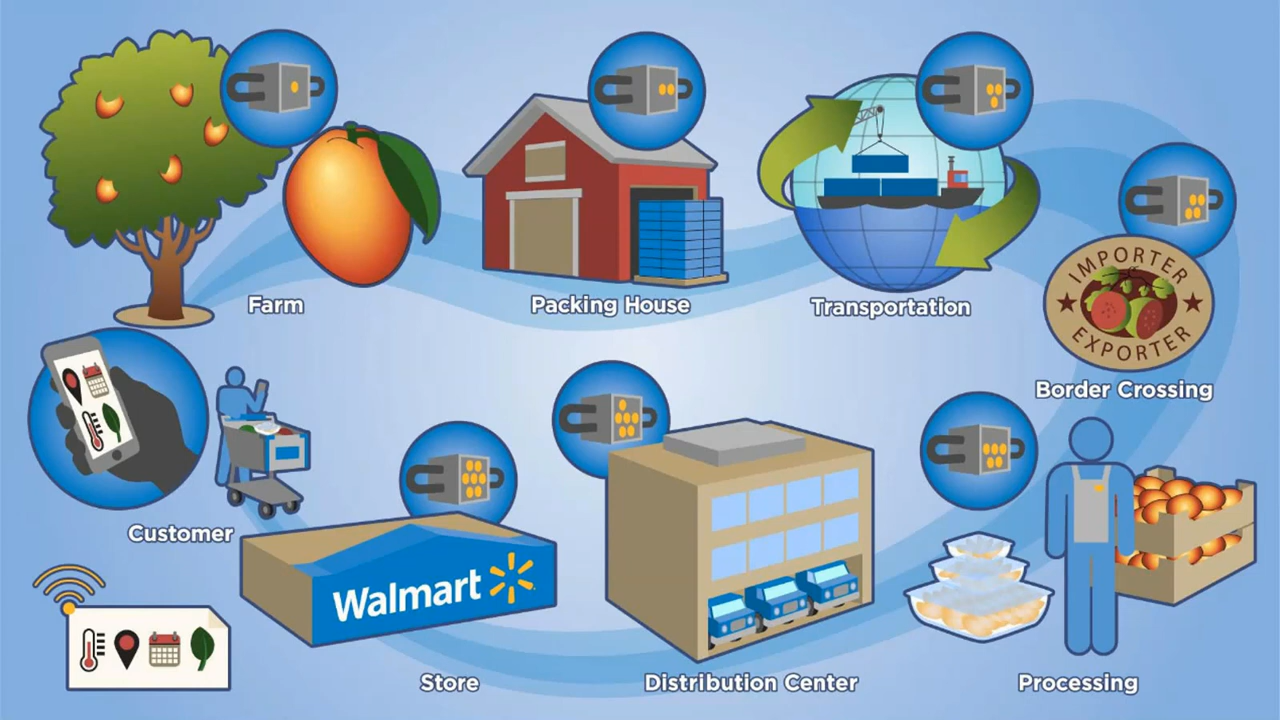 Farm
Packing House
Transportation
IMPORTER
EXPORTER
Border Crossing
Customer
Walmart
Store
Distribution Center
Processing